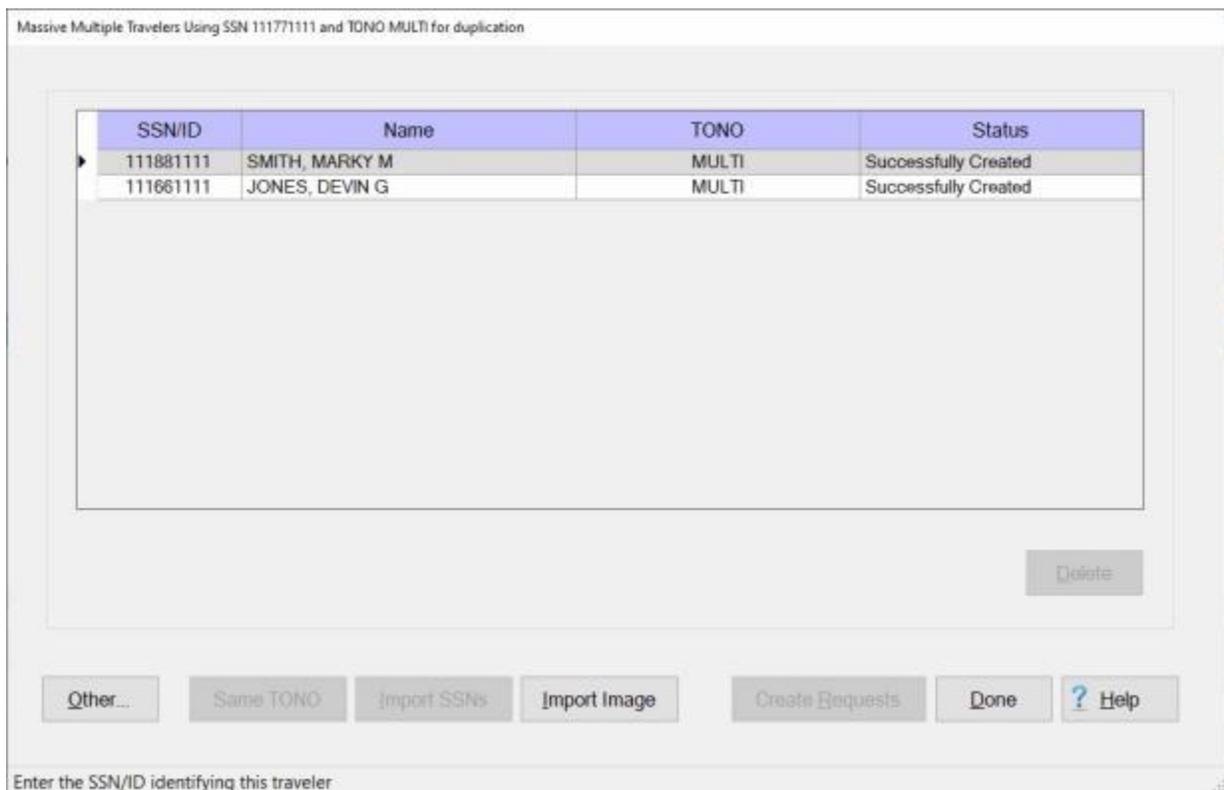 Massive Multiple Travelers Using SSN 111771111 and TONO MULTI for duplication
SSN/ID Name TONO Status
111881111 SMITH, MARKY M MULTI Successfully Created
111661111 JONES, DEVIN G MULTI Successfully Created
Delete
Other... Same TONO Import SSNs Import Image Create Requests Done ? Help
Enter the SSN/ID identifying this traveler